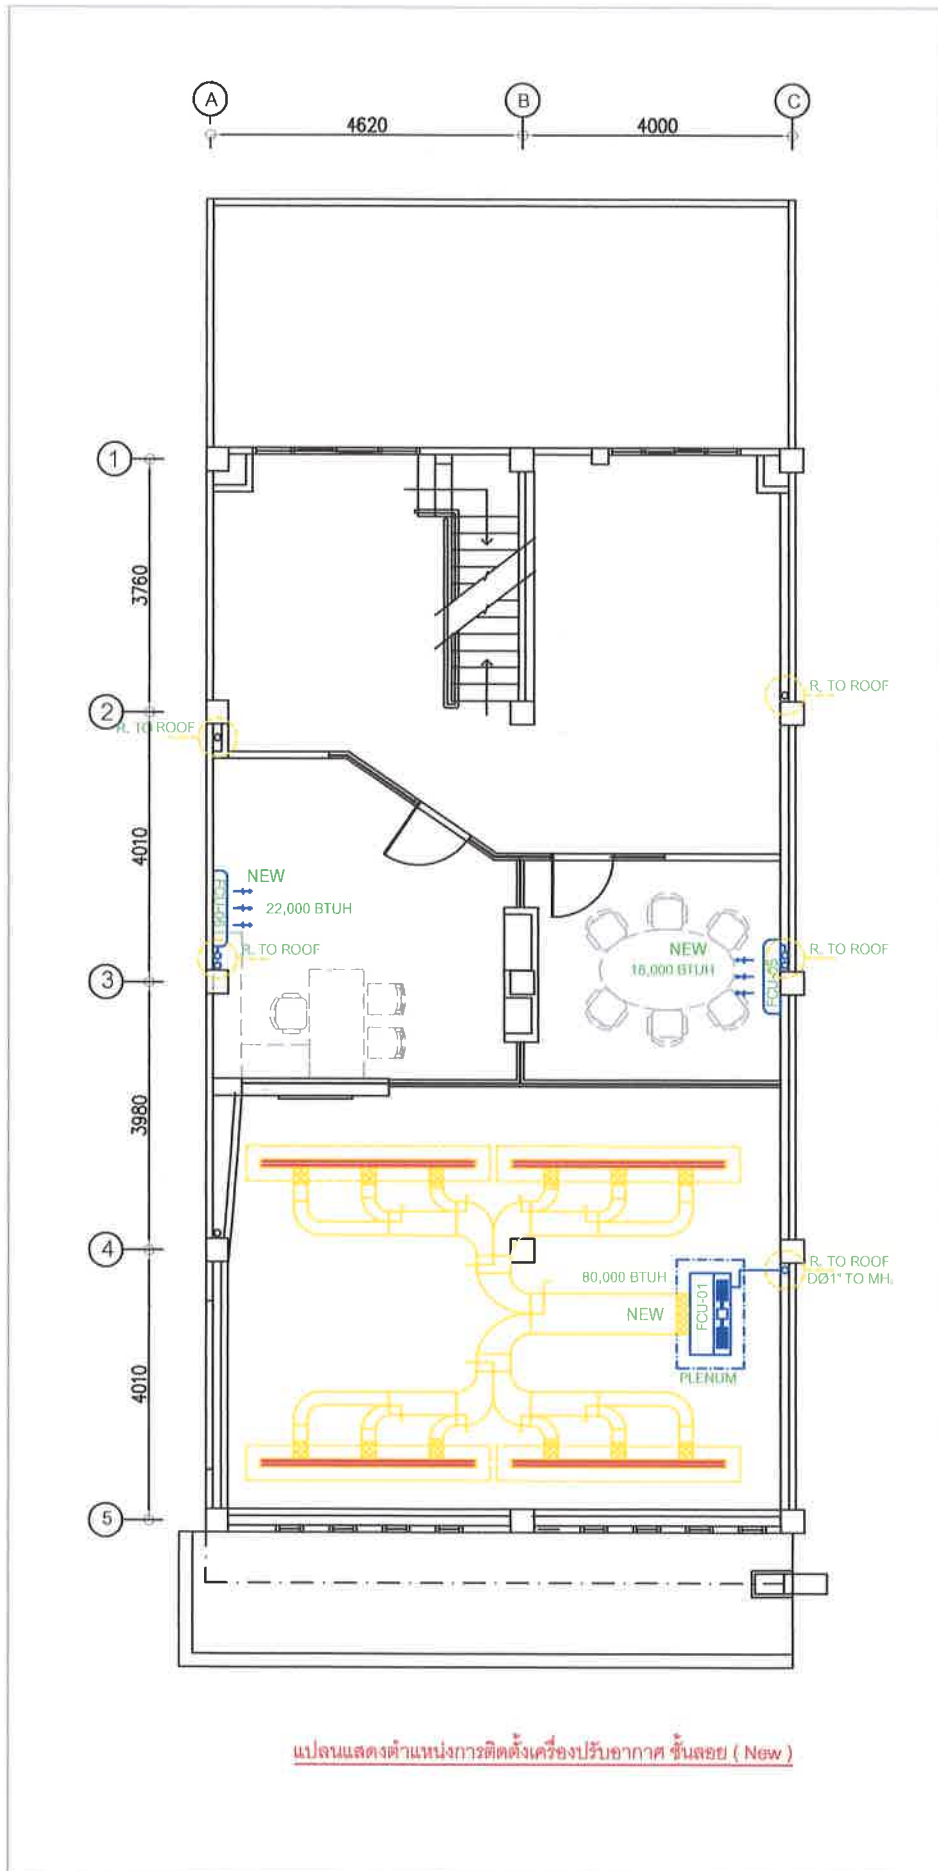 A
B
C
4620
4000
1
3760
R. TO ROOF
2
R. TO ROOF
4010
NEW
22,000 BTUH
R. TO ROOF
NEW
18,000 BTUH
R. TO ROOF
3
3980
4
R. TO ROOF
DØ1" TO MH.
80,000 BTUH
FCU-01
NEW
PLENUM
4010
5
แปลนแสดงตำแหน่งการติดตั้งเครื่องปรับอากาศ ชั้นลอย ( New )